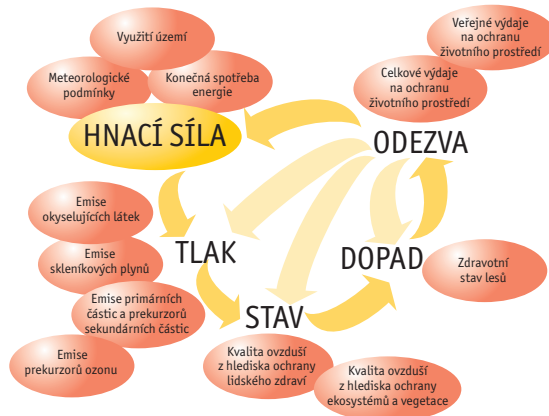 Využití území
Meteorologické
podmínky
Konečná spotřeba
energie
HNACÍ SÍLA
Veřejné výdaje
na ochranu
životního prostředí
Celkové výdaje
na ochranu
životního prostředí
ODEZVA
Emise
okyselujících látek
Emise
skleníkových plynů
TLAK
DOPAD
Zdravotní
stav lesů
Emise primárních
částic a prekurzorů
sekundárních částic
STAV
Emise
prekurzorů ozonu
Kvalita ovzduší
z hlediska ochrany
lidského zdraví
Kvalita ovzduší
z hlediska ochrany
ekosystémů a vegetace